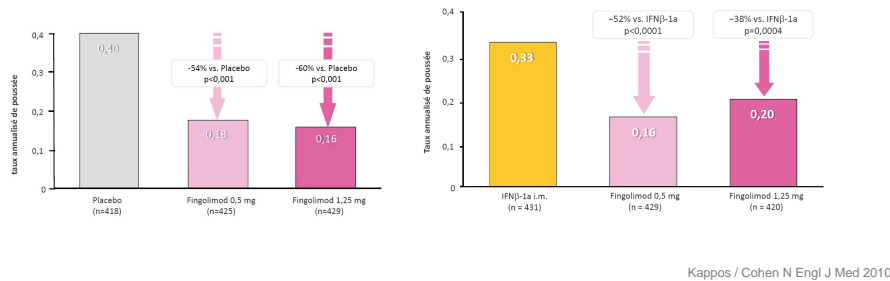 taux annualisé de poussée
0,4
0,3
0,2
0,1
0
0,40
-54% vs. Placebo
p<0,001
-60% vs. Placebo
p<0,001
0,18
0,16
Placebo
(n=418)
Fingolimod 0,5 mg
(n=425)
Fingolimod 1,25 mg
(n=429)
Taux annualisé de poussée
0,4
0,3
0,2
0,1
0
–52% vs. IFNβ-1a
p<0,0001
–38% vs. IFNβ-1a
p=0,0004
0,33
0,16
0,20
IFNβ-1a i.m.
(n = 431)
Fingolimod 0,5 mg
(n = 429)
Fingolimod 1,25 mg
(n = 420)
Kappos / Cohen N Engl J Med 2010